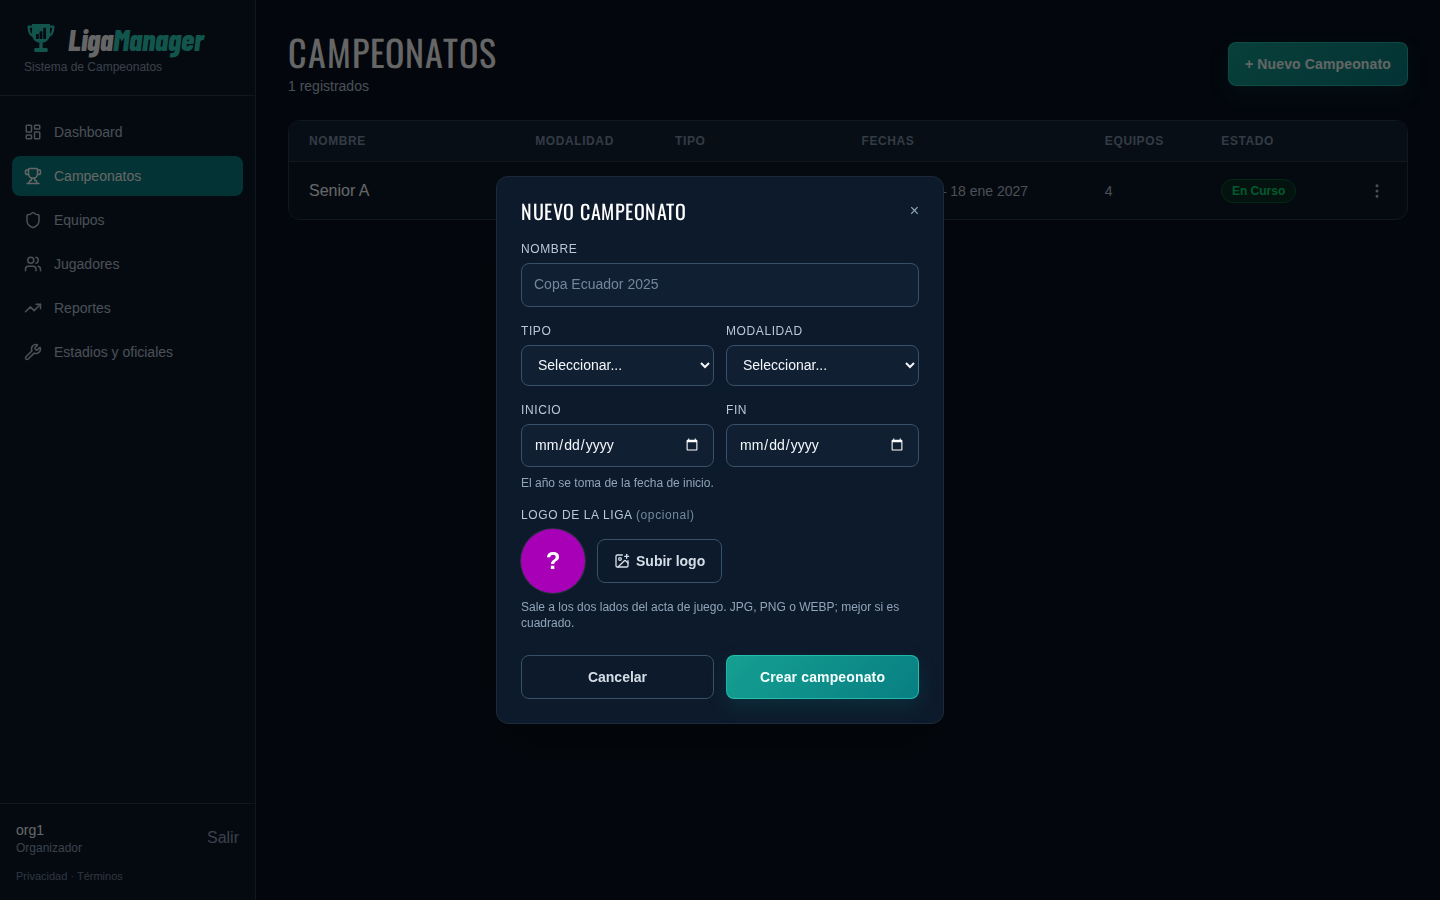 LigaManager
Sistema de Campeonatos
Dashboard
Campeonatos
Equipos
Jugadores
Reportes
Estadios y oficiales
org1
Organizador
Salir
Privacidad · Términos
CAMPEONATOS
1 registrados
+ Nuevo Campeonato
NOMBRE MODALIDAD TIPO FECHAS EQUIPOS ESTADO
Senior A - 18 ene 2027 4 En Curso
NUEVO CAMPEONATO ×
NOMBRE
Copa Ecuador 2025
TIPO MODALIDAD
Seleccionar... Seleccionar...
INICIO FIN
mm/dd/yyyy mm/dd/yyyy
El año se toma de la fecha de inicio.
LOGO DE LA LIGA (opcional)
? Subir logo
Sale a los dos lados del acta de juego. JPG, PNG o WEBP; mejor si es
cuadrado.
Cancelar Crear campeonato